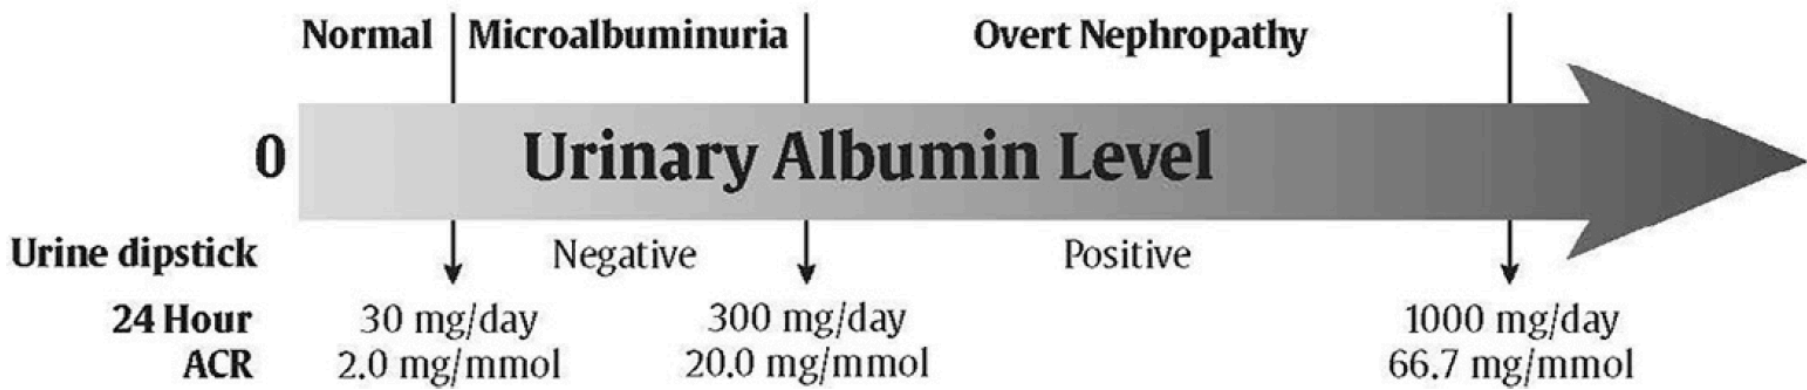 Normal Microalbuminuria Overt Nephropathy
0 Urinary Albumin Level
Urine dipstick Negative Positive
24 Hour 30 mg/day 300 mg/day 1000 mg/day
ACR 2.0 mg/mmol 20.0 mg/mmol 66.7 mg/mmol